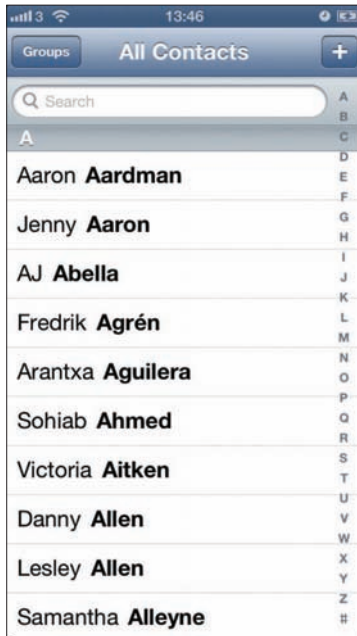 3 13:46
Groups All Contacts +
Search
A
Aaron Aardman
Jenny Aaron
AJ Abella
Fredrik Agrén
Arantxa Aguilera
Sohiab Ahmed
Victoria Aitken
Danny Allen
Lesley Allen
Samantha Alleyne
A
B
C
D
E
F
G
H
I
J
K
L
M
N
O
P
Q
R
S
T
U
V
W
X
Y
Z
#